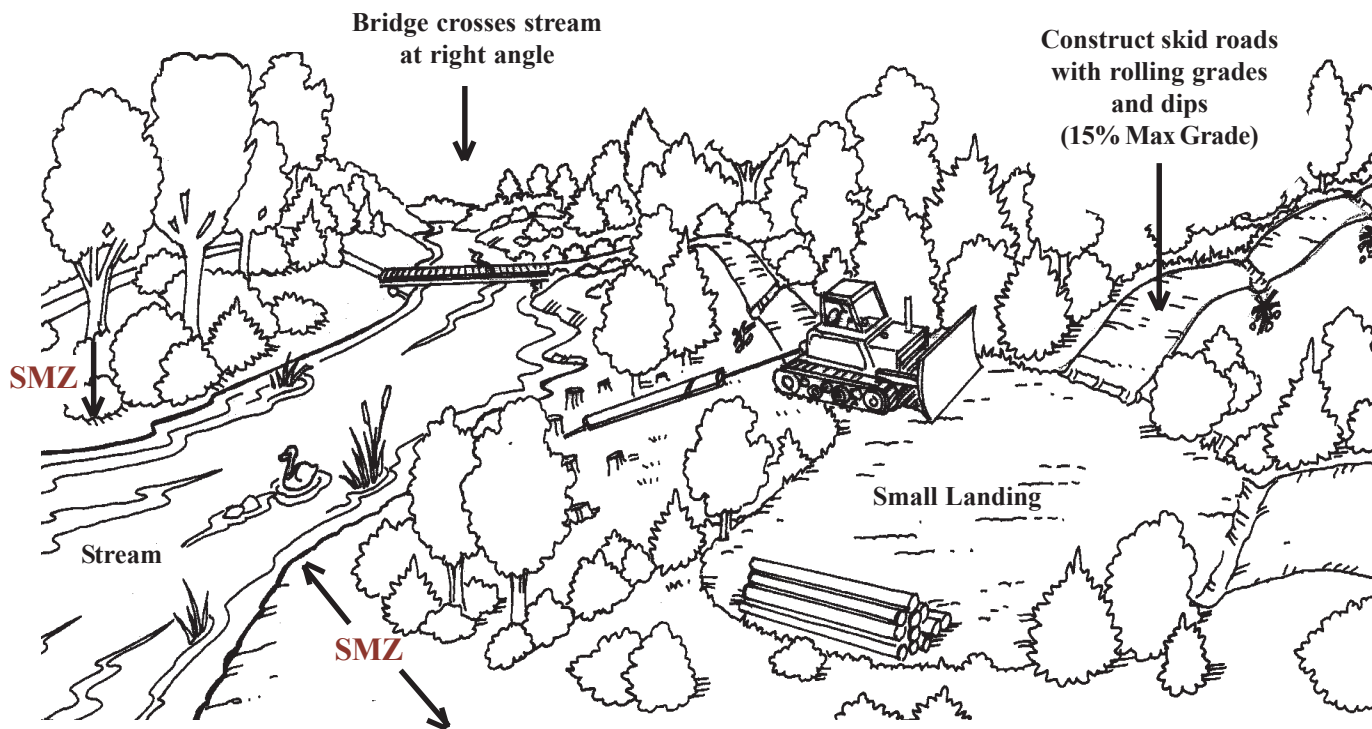 Bridge crosses stream
at right angle
Construct skid roads
with rolling grades
and dips
(15% Max Grade)
SMZ
Small Landing
Stream
SMZ